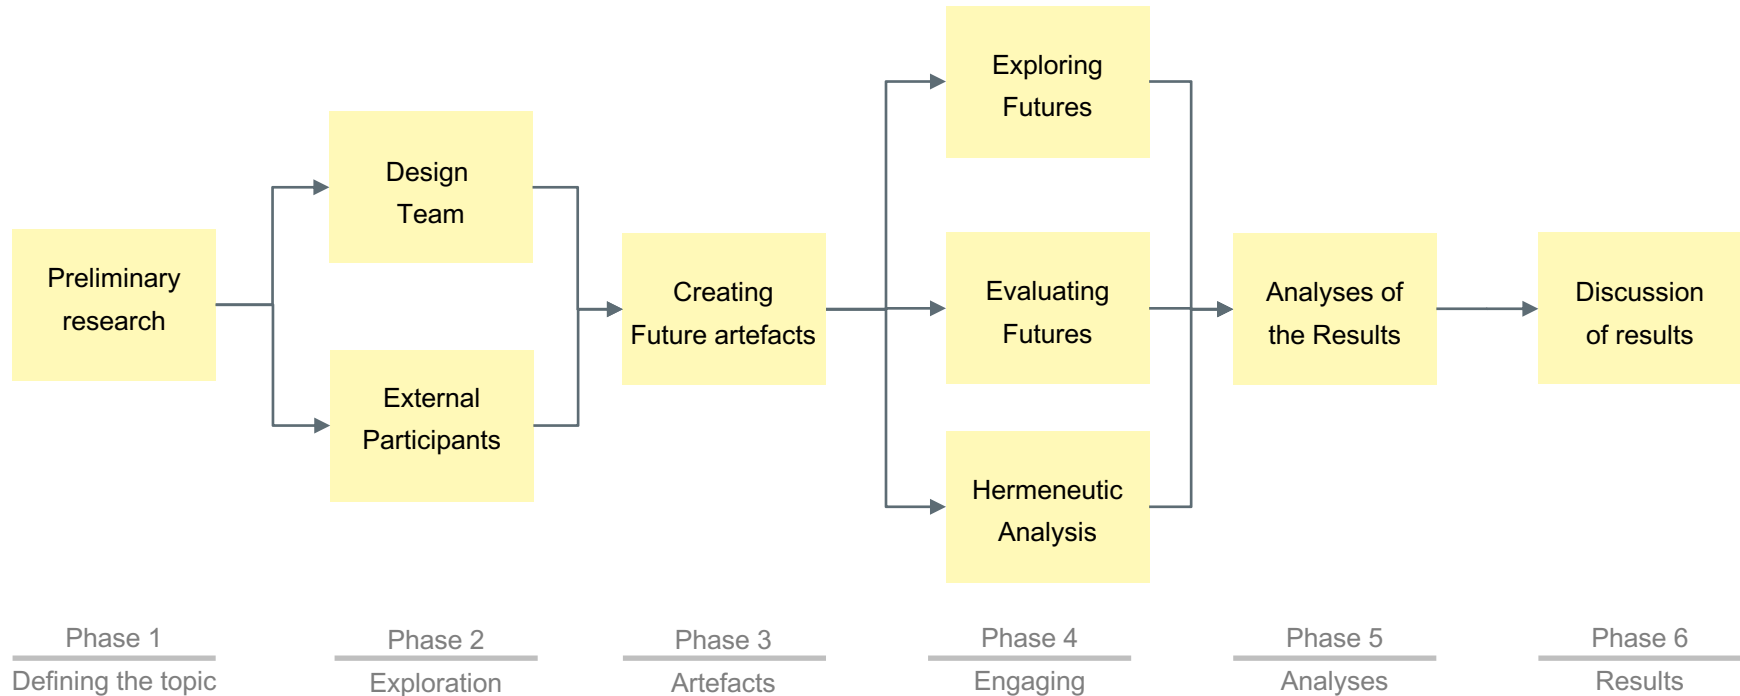 Preliminary
research
Design
Team
External
Participants
Creating
Future artefacts
Exploring
Futures
Evaluating
Futures
Hermeneutic
Analysis
Analyses of
the Results
Discussion
of results
Phase 1
Defining the topic
Phase 2
Exploration
Phase 3
Artefacts
Phase 4
Engaging
Phase 5
Analyses
Phase 6
Results